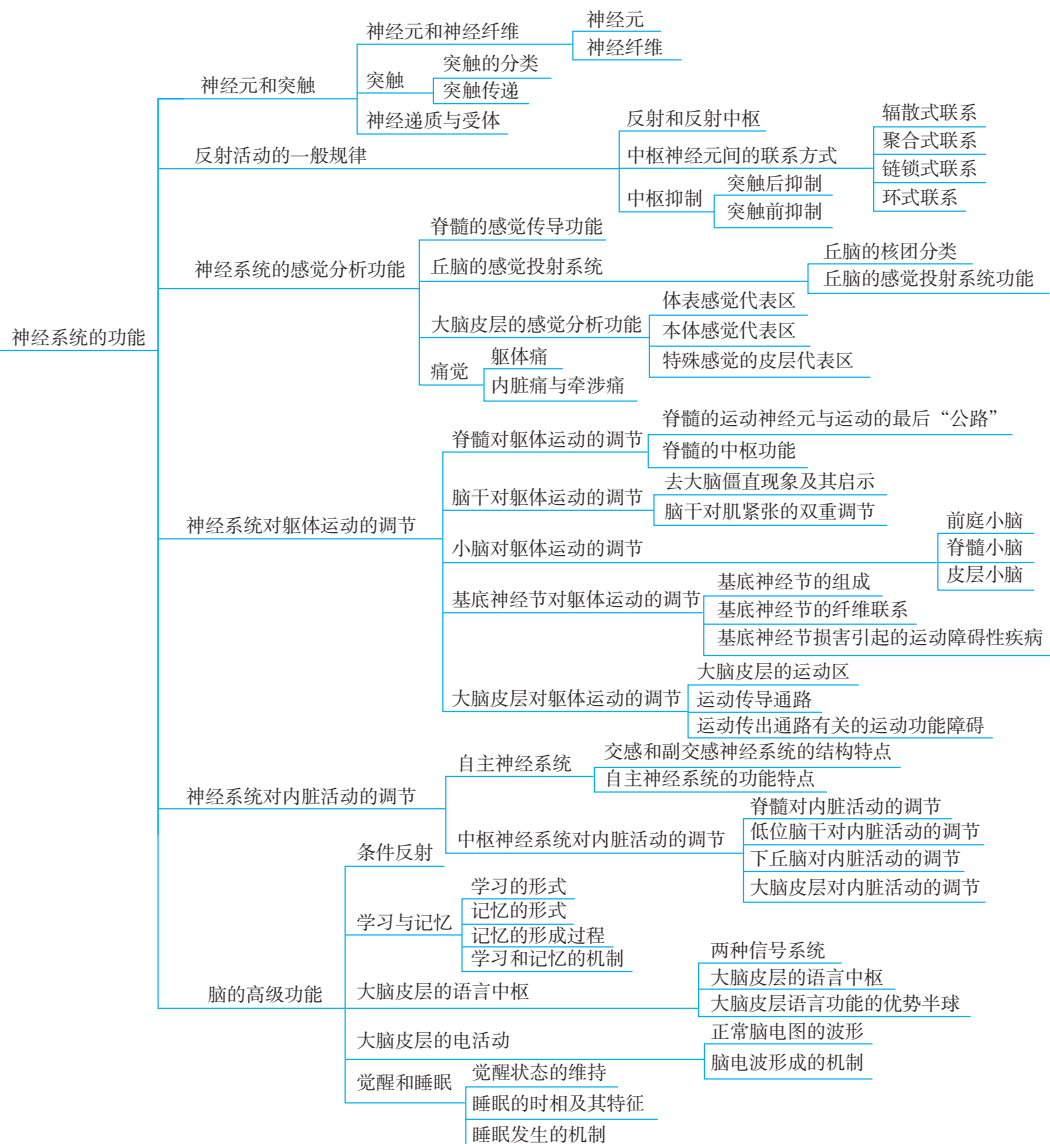 神经系统的功能
神经元和突触
神经元和神经纤维
神经元
神经纤维
突触
突触的分类
突触传递
神经递质与受体
反射活动的一般规律
反射和反射中枢
中枢神经元间的联系方式
辐散式联系
聚合式联系
链锁式联系
环式联系
中枢抑制
突触后抑制
突触前抑制
神经系统的感觉分析功能
脊髓的感觉传导功能
丘脑的感觉投射系统
丘脑的核团分类
丘脑的感觉投射系统功能
大脑皮层的感觉分析功能
体表感觉代表区
本体感觉代表区
特殊感觉的皮层代表区
痛觉
躯体痛
内脏痛与牵涉痛
神经系统对躯体运动的调节
脊髓对躯体运动的调节
脊髓的运动神经元与运动的最后“公路”
脊髓的中枢功能
脑干对躯体运动的调节
去大脑僵直现象及其启示
脑干对肌紧张的双重调节
小脑对躯体运动的调节
前庭小脑
脊髓小脑
皮层小脑
基底神经节对躯体运动的调节
基底神经节的组成
基底神经节的纤维联系
基底神经节损害引起的运动障碍性疾病
大脑皮层对躯体运动的调节
大脑皮层的运动区
运动传导通路
运动传出通路有关的运动功能障碍
神经系统对内脏活动的调节
自主神经系统
交感和副交感神经系统的结构特点
自主神经系统的功能特点
中枢神经系统对内脏活动的调节
脊髓对内脏活动的调节
低位脑干对内脏活动的调节
下丘脑对内脏活动的调节
大脑皮层对内脏活动的调节
脑的高级功能
条件反射
学习与记忆
学习的形式
记忆的形式
记忆的形成过程
学习和记忆的机制
大脑皮层的语言中枢
两种信号系统
大脑皮层的语言中枢
大脑皮层语言功能的优势半球
大脑皮层的电活动
正常脑电图的波形
脑电波形成的机制
觉醒和睡眠
觉醒状态的维持
睡眠的时相及其特征
睡眠发生的机制